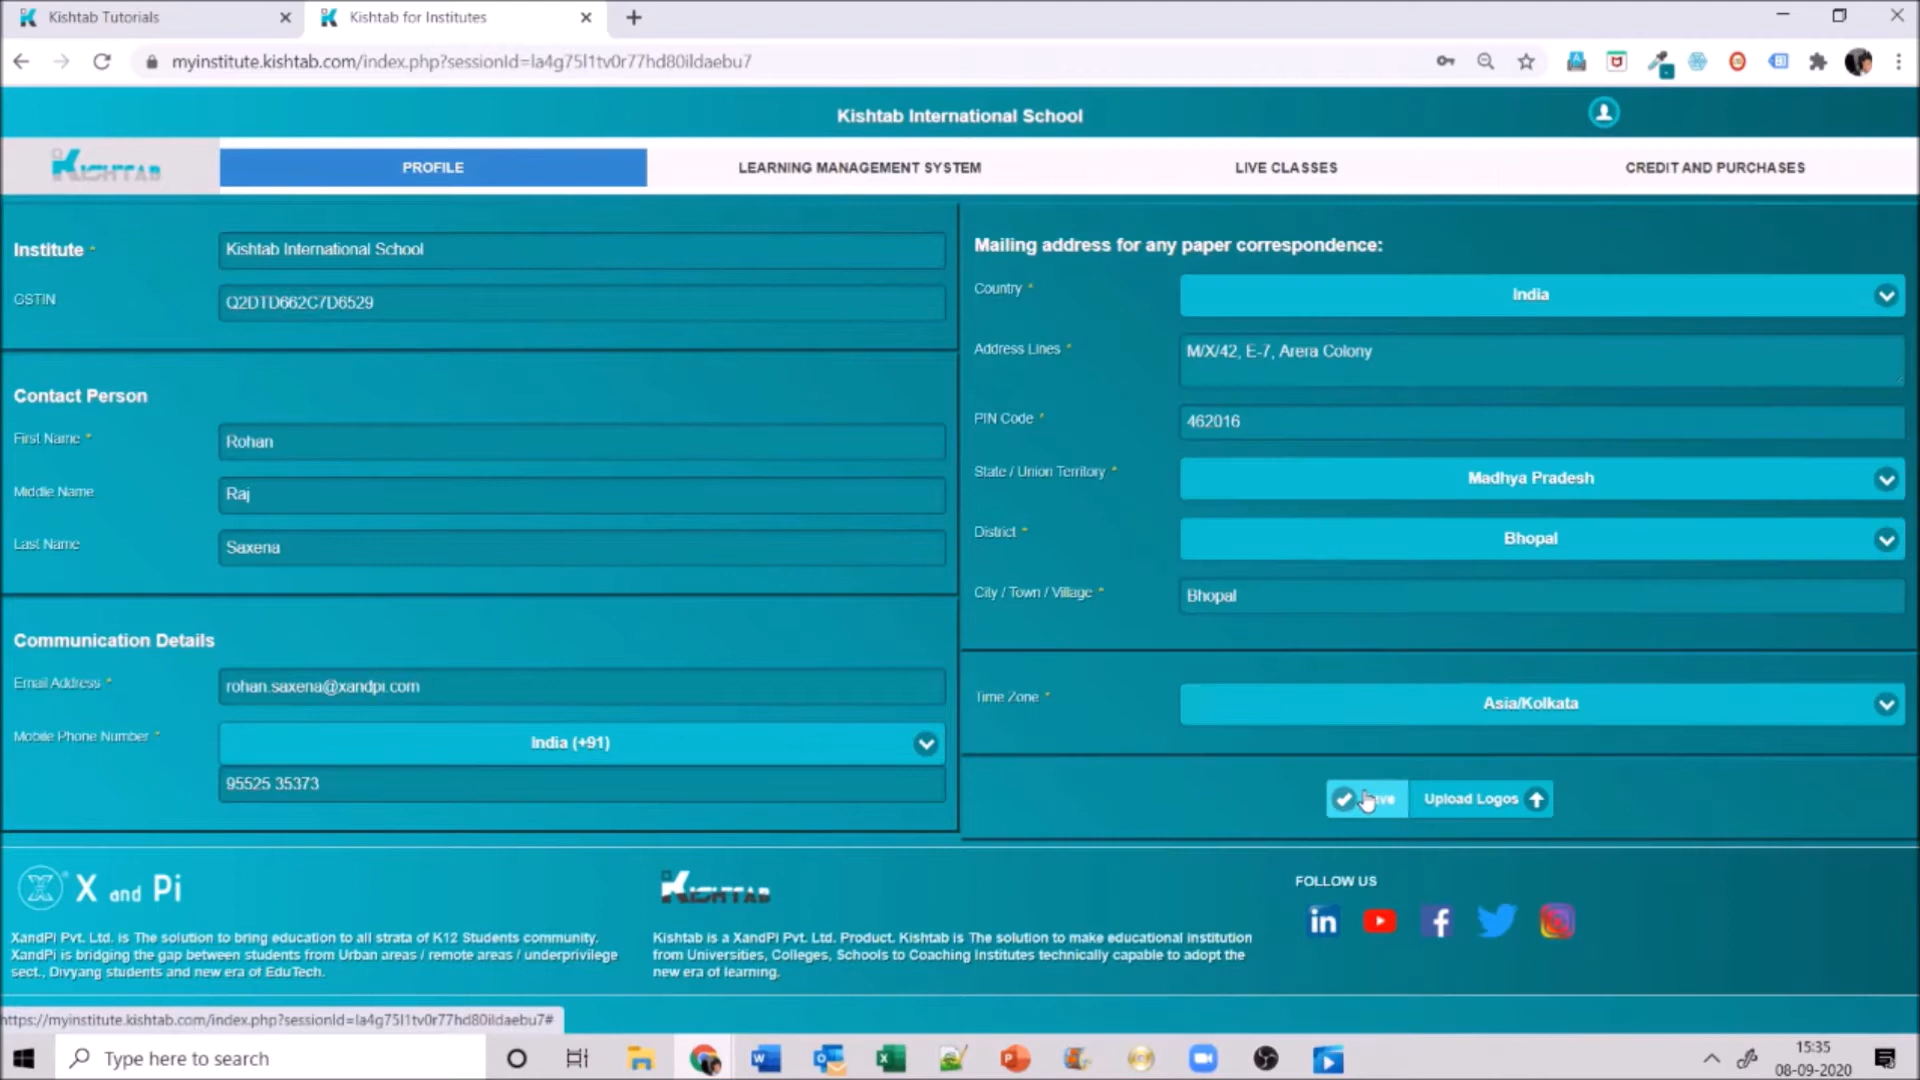 Kishtab Tutorials
Kishtab for Institutes
myinstitute.kishtab.com/index.php?sessionId=la4g75l1tv0r77hd80ildaebu7
Kishtab International School
KISHTAB
PROFILE
LEARNING MANAGEMENT SYSTEM
LIVE CLASSES
CREDIT AND PURCHASES
Institute *
Kishtab International School
GSTIN
Q2DTD662C7D6529
Contact Person
First Name *
Rohan
Middle Name
Raj
Last Name
Saxena
Communication Details
Email Address *
rohan.saxena@xandpi.com
Mobile Phone Number *
India (+91)
95525 35373
Mailing address for any paper correspondence:
Country *
India
Address Lines *
M/X/42, E-7, Arera Colony
PIN Code *
462016
State / Union Territory *
Madhya Pradesh
District *
Bhopal
City / Town / Village *
Bhopal
Time Zone *
Asia/Kolkata
Upload Logos
X and Pi
XandPi Pvt. Ltd. is The solution to bring education to all strata of K12 Students community.
XandPi is bridging the gap between students from Urban areas / remote areas / underprivilege
sect., Divyang students and new era of EduTech.
KISHTAB
Kishtab is a XandPi Pvt. Ltd. Product. Kishtab is The solution to make educational institution
from Universities, Colleges, Schools to Coaching Institutes technically capable to adopt the
new era of learning.
FOLLOW US
https://myinstitute.kishtab.com/index.php?sessionId=la4g75l1tv0r77hd80ildaebu7#
Type here to search
15:35
08-09-2020